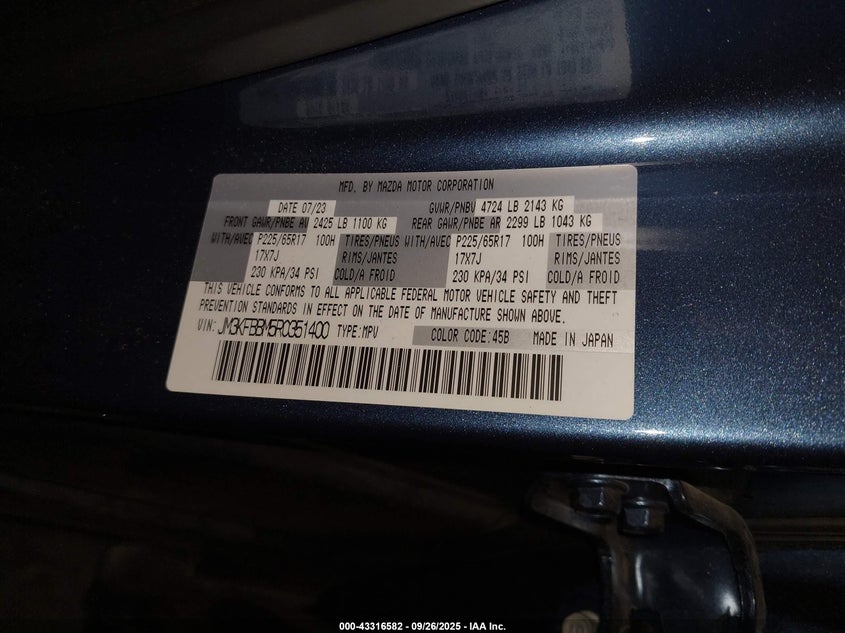 MFD. BY MAZDA MOTOR CORPORATION
DATE 07/23 GVWR/PNBV 4724 LB 2143 KG
FRONT GAWR/PNBE AV 2425 LB 1100 KG REAR GAWR/PNBE AR 2299 LB 1043 KG
WITH/AVEC P225/65R17 100H TIRES/PNEUS WITH/AVEC P225/65R17 100H TIRES/PNEUS
17X7J RIMS/JANTES 17X7J RIMS/JANTES
230 KPA/34 PSI COLD/A FROID 230 KPA/34 PSI COLD/A FROID
THIS VEHICLE CONFORMS TO ALL APPLICABLE FEDERAL MOTOR VEHICLE SAFETY AND THEFT
PREVENTION STANDARDS IN EFFECT ON THE DATE OF MANUFACTURE SHOWN ABOVE.
VIN: JM3KFBBM5R0351400 TYPE:MPV COLOR CODE:45B MADE IN JAPAN
000-43316582 - 09/26/2025 - IAA Inc.